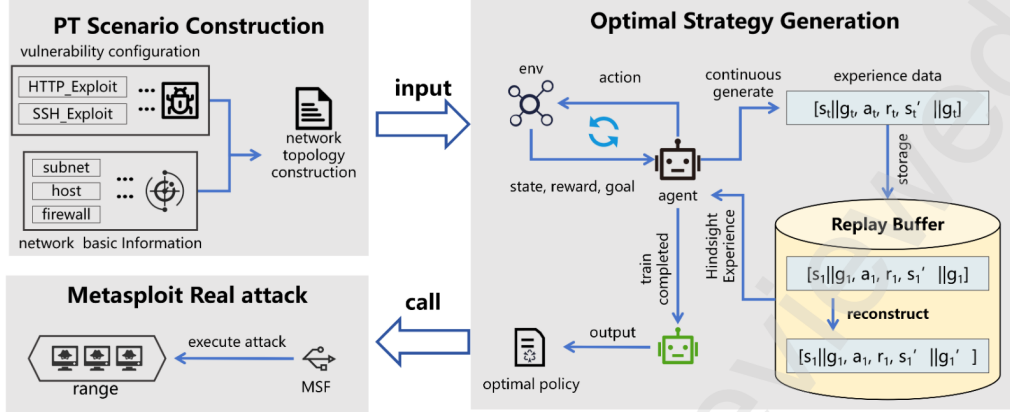 PT Scenario Construction
vulnerability configuration
HTTP_Exploit
SSH_Exploit
network
topology
construction
subnet
host
firewall
network basic Information
input
Optimal Strategy Generation
env
action
continuous
generate
experience data
[sₜ||gₜ, aₜ, rₜ, sₜ′ ||gₜ]
state, reward, goal
agent
storage
Replay Buffer
[s₁||g₁, a₁, r₁, s₁′ ||g₁]
reconstruct
[s₁||g₁, a₁, r₁, s₁′ ||g₁′ ]
Hindsight
Experience
train
completed
output
optimal policy
call
Metasploit Real attack
execute attack
range
MSF